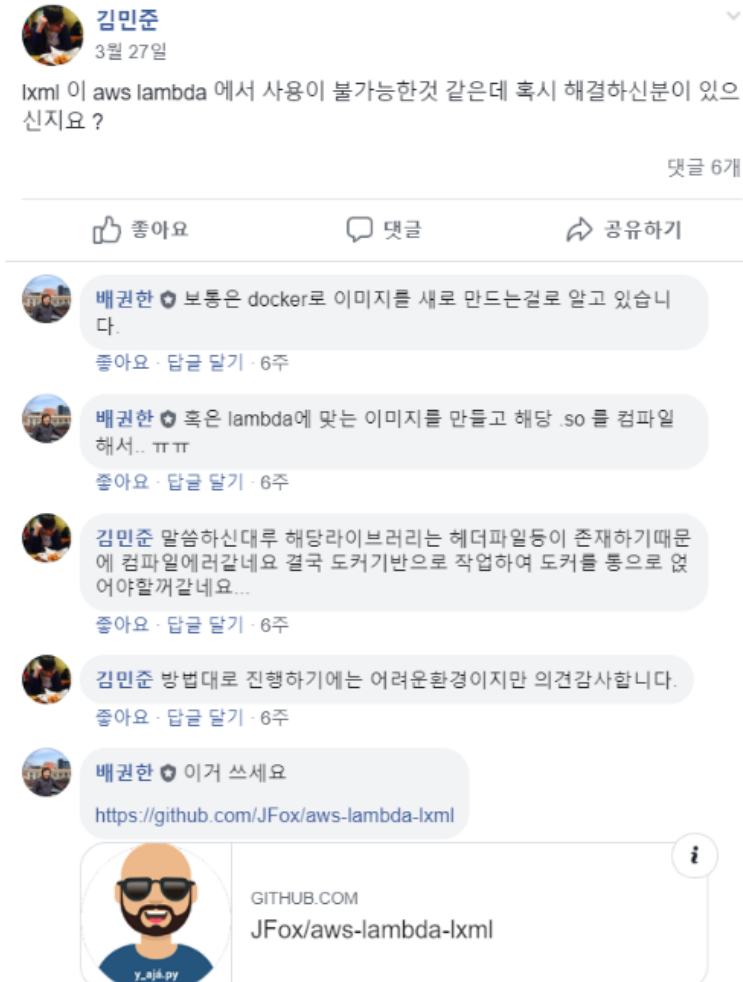 김민준
3월 27일
lxml 이 aws lambda 에서 사용이 불가능한것 같은데 혹시 해결하신분이 있으
신지요 ?
댓글 6개
좋아요 댓글 공유하기
배권한 보통은 docker로 이미지를 새로 만드는걸로 알고 있습니
다.
좋아요 · 답글 달기 · 6주
배권한 혹은 lambda에 맞는 이미지를 만들고 해당 .so 를 컴파일
해서.. ㅠㅠ
좋아요 · 답글 달기 · 6주
김민준 말씀하신대루 해당라이브러리는 헤더파일등이 존재하기때문
에 컴파일에러같네요 결국 도커기반으로 작업하여 도커를 통으로 얹
어야할꺼같네요...
좋아요 · 답글 달기 · 6주
김민준 방법대로 진행하기에는 어려운환경이지만 의견감사합니다.
좋아요 · 답글 달기 · 6주
배권한 이거 쓰세요
https://github.com/JFox/aws-lambda-lxml
GITHUB.COM
JFox/aws-lambda-lxml
y_ajá.py